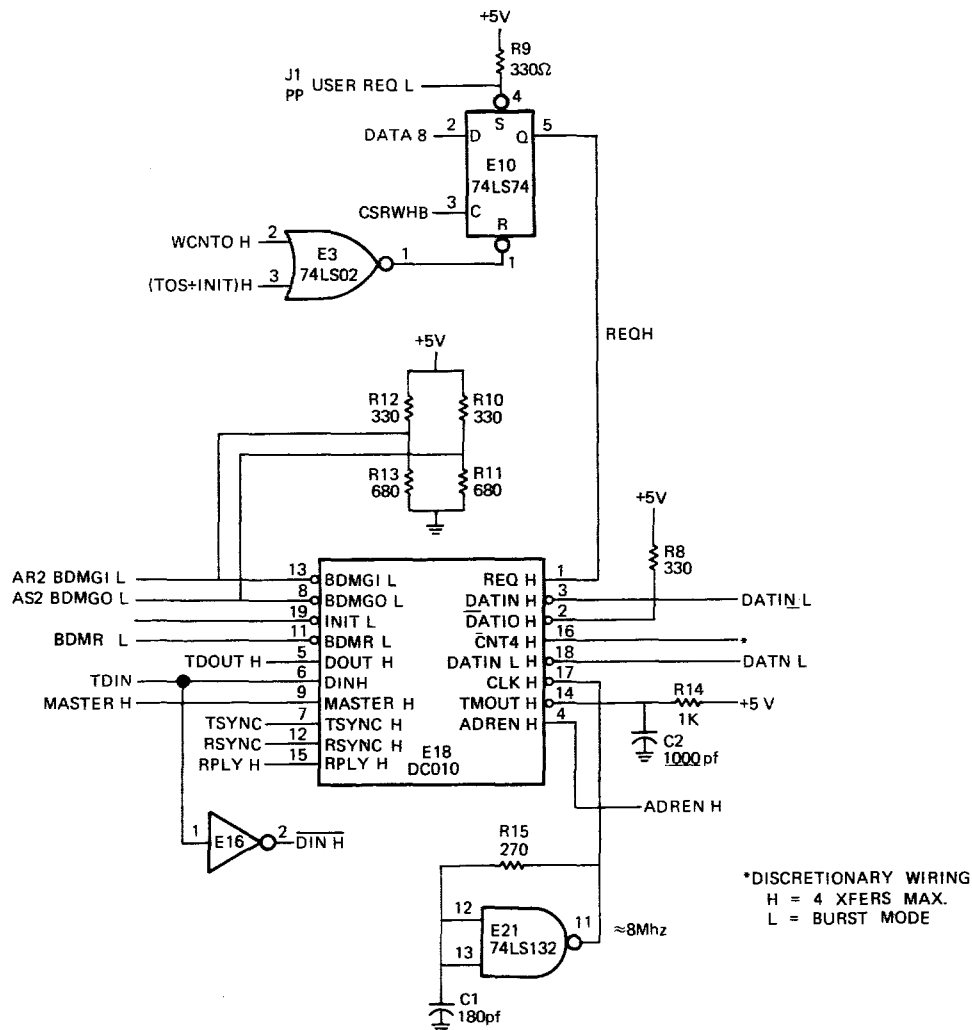 +5V
R9
330Ω
J1
PP
USER REQ L
4
S
DATA 8
2
D
Q
5
E10
74LS74
CSRWHB
3
C
R
1
WCNTO H
2
E3
74LS02
1
(TOS+INIT)H
3
REQH
+5V
R12
330
R10
330
R13
680
R11
680
+5V
R8
330
AR2 BDMGI L
13
BDMGI L
REQ H
1
AS2 BDMGO L
8
BDMGO L
DATIN H
3
DATIN L
19
INIT L
DATIO H
2
BDMR L
11
BDMR L
CNT4 H
16
*
TDOUT H
5
DOUT H
DATIN L H
18
DATN L
TDIN
6
DINH
CLK H
17
MASTER H
9
MASTER H
TMOUT H
14
R14
1K
+5 V
TSYNC
7
TSYNC H
ADREN H
4
RSYNC
12
RSYNC H
E18
DC010
RPLY H
15
RPLY H
C2
1000pf
ADREN H
1
E16
2
DIN H
R15
270
12
13
E21
74LS132
11
≈8Mhz
C1
180pf
*DISCRETIONARY WIRING
H = 4 XFERS MAX.
L = BURST MODE